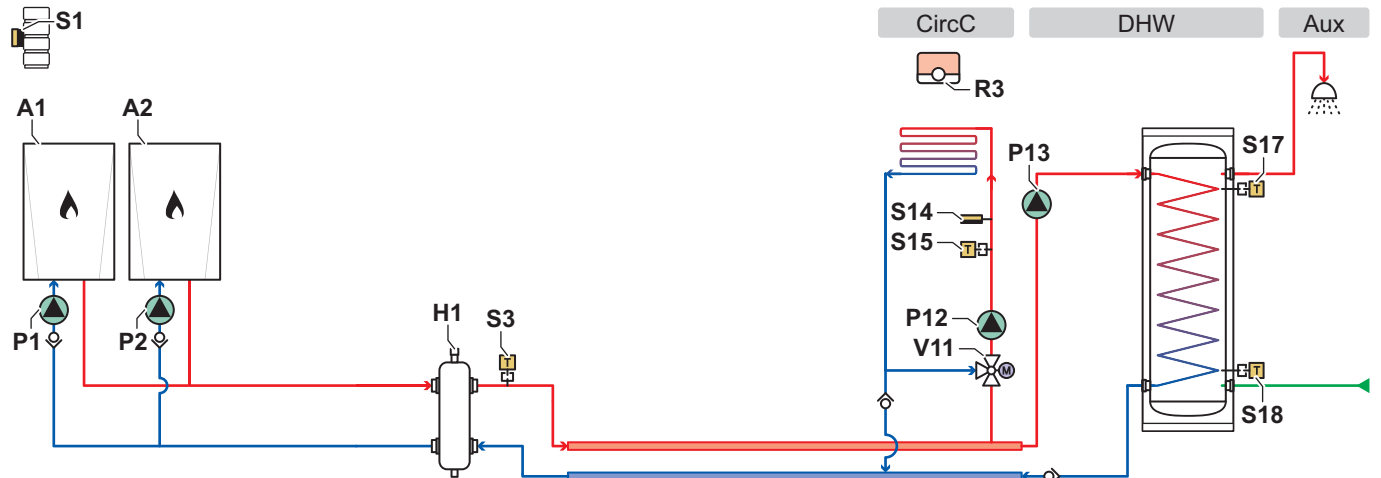 S1
CircC
DHW
Aux
R3
A1
A2
P13
S17
T
S14
S15
T
P1
P2
H1
S3
T
P12
V11
M
T
S18